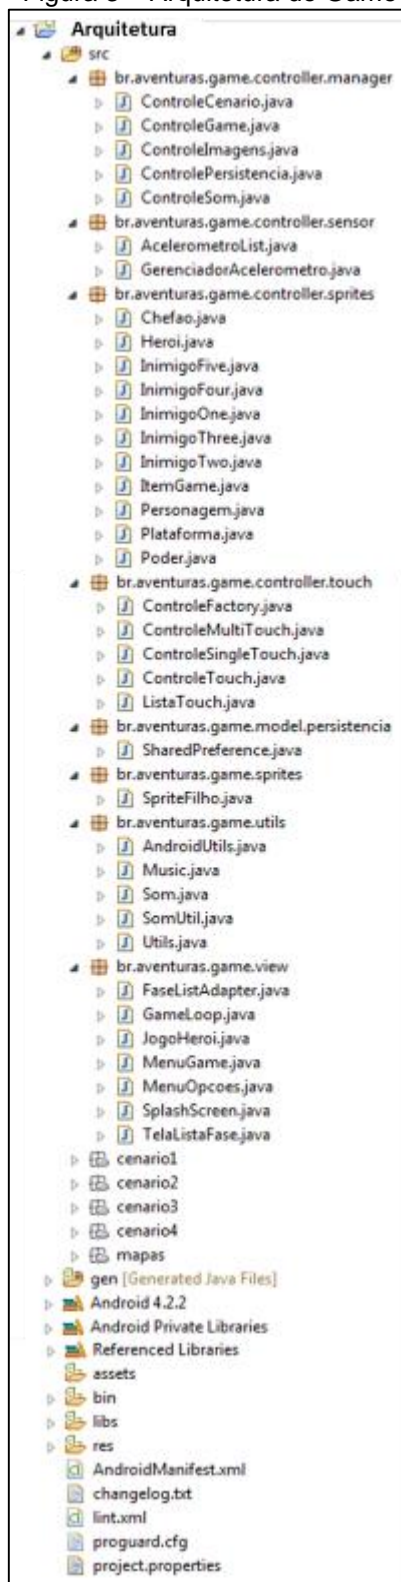 Arquitetura
src
br.aventuras.game.controller.manager
ControleCenario.java
ControleGame.java
ControleImagens.java
ControlePersistencia.java
ControleSom.java
br.aventuras.game.controller.sensor
AcelerometroList.java
GerenciadorAcelerometro.java
br.aventuras.game.controller.sprites
Chefao.java
Heroi.java
InimigoFive.java
InimigoFour.java
InimigoOne.java
InimigoThree.java
InimigoTwo.java
ItemGame.java
Personagem.java
Plataforma.java
Poder.java
br.aventuras.game.controller.touch
ControleFactory.java
ControleMultiTouch.java
ControleSingleTouch.java
ControleTouch.java
ListaTouch.java
br.aventuras.game.model.persistencia
SharedPreference.java
br.aventuras.game.sprites
SpriteFilho.java
br.aventuras.game.utils
AndroidUtils.java
Music.java
Som.java
SomUtil.java
Utils.java
br.aventuras.game.view
FaseListAdapter.java
GameLoop.java
JogoHeroi.java
MenuGame.java
MenuOpcoes.java
SplashScreen.java
TelaListaFase.java
cenario1
cenario2
cenario3
cenario4
mapas
gen [Generated Java Files]
Android 4.2.2
Android Private Libraries
Referenced Libraries
assets
bin
libs
res
AndroidManifest.xml
changelog.txt
lint.xml
proguard.cfg
project.properties